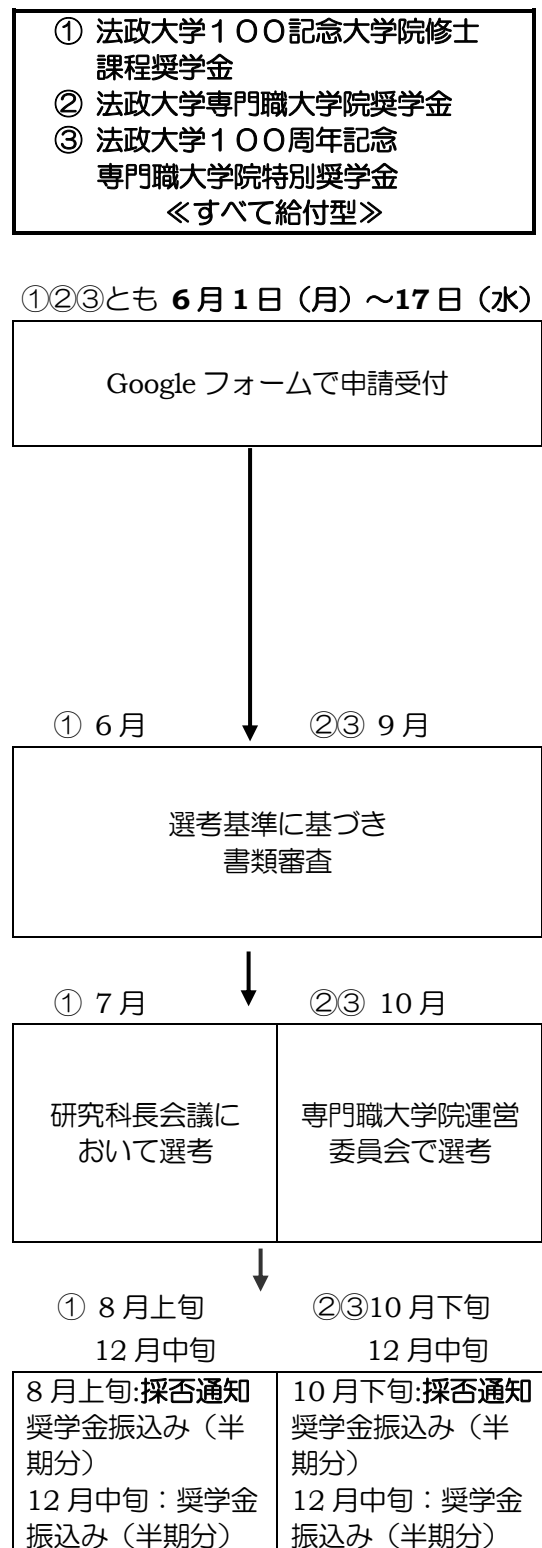 ① 法政大学１００記念大学院修士
課程奨学金
② 法政大学専門職大学院奨学金
③ 法政大学１００周年記念
専門職大学院特別奨学金
≪すべて給付型≫
①②③とも 6月1日（月）～17日（水）
Google フォームで申請受付
① 6月 ②③ 9月
選考基準に基づき
書類審査
① 7月 ②③ 10月
研究科長会議に
おいて選考
専門職大学院運営
委員会で選考
① 8月上旬 ②③10月下旬
12月中旬 12月中旬
8月上旬:採否通知
奨学金振込み（半
期分）
12月中旬：奨学金
振込み（半期分）
10月下旬:採否通知
奨学金振込み（半
期分）
12月中旬：奨学金
振込み（半期分）